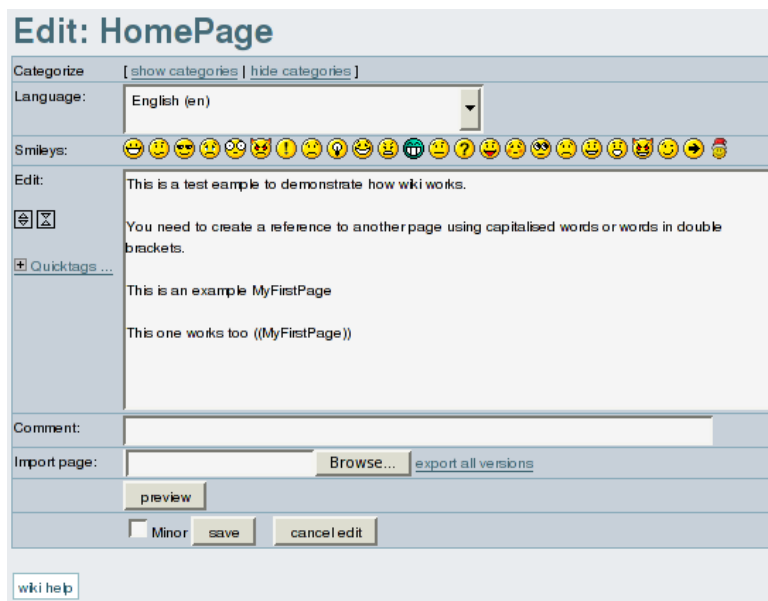 Edit: HomePage
Categorize [ show categories | hide categories ]
Language: English (en)
Smileys:
Edit:
This is a test eample to demonstrate how wiki works.
You need to create a reference to another page using capitalised words or words in double
brackets.
Quicktags ...
This is an example MyFirstPage
This one works too ((MyFirstPage))
Comment:
Import page: Browse... export all versions
preview
Minor save cancel edit
wiki help